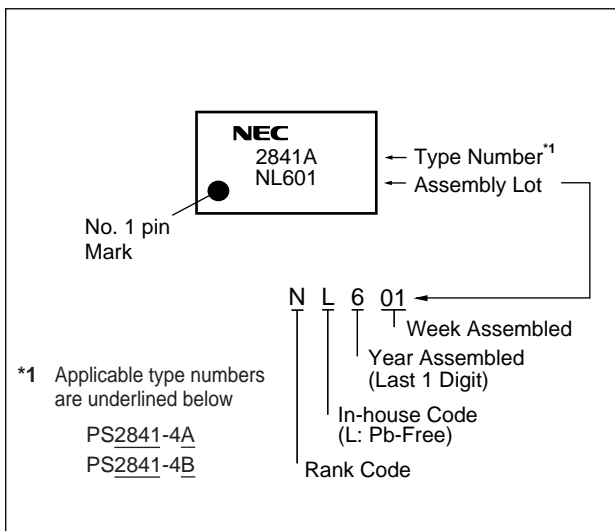 NEC
2841A
NL601
Type Number*1
Assembly Lot
No. 1 pin
Mark
N L 6 01
Week Assembled
Year Assembled
(Last 1 Digit)
In-house Code
(L: Pb-Free)
Rank Code
*1 Applicable type numbers
are underlined below
PS2841-4A
PS2841-4B